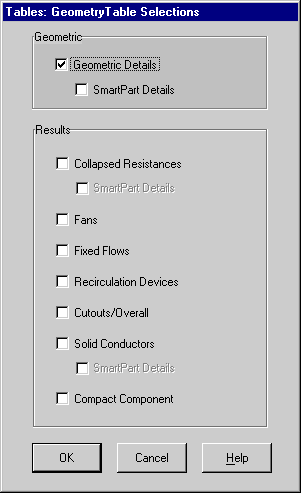 Tables: GeometryTable Selections
Geometric
Geometric Details
SmartPart Details
Results
Collapsed Resistances
SmartPart Details
Fans
Fixed Flows
Recirculation Devices
Cutouts/Overall
Solid Conductors
SmartPart Details
Compact Component
OK Cancel Help